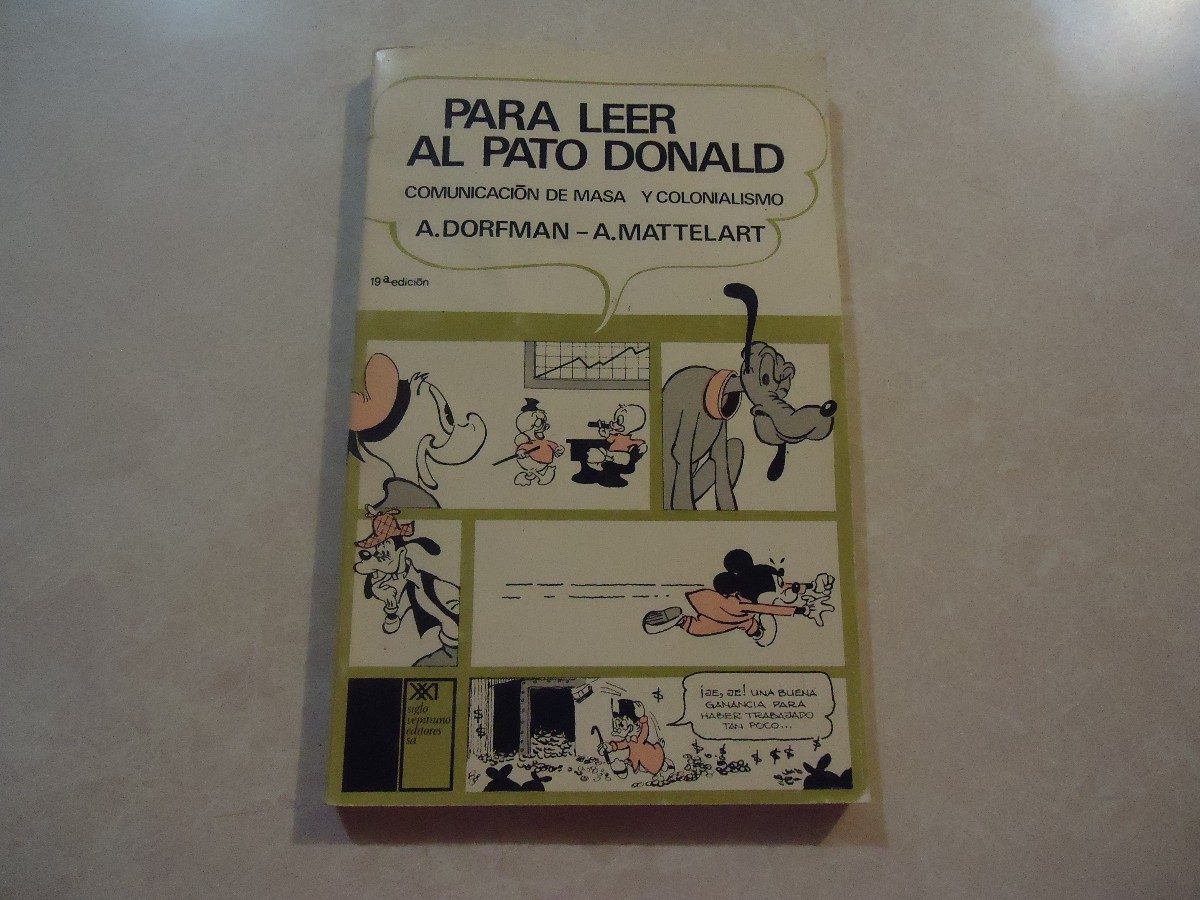 PARA LEER
AL PATO DONALD
COMUNICACIŌN DE MASA Y COLONIALISMO
A. DORFMAN - A. MATTELART
19ª edición
siglo
veintiuno
editores
sa
¡JE, JE! UNA BUENA
GANANCIA PARA
HABER TRABAJADO
TAN POCO...